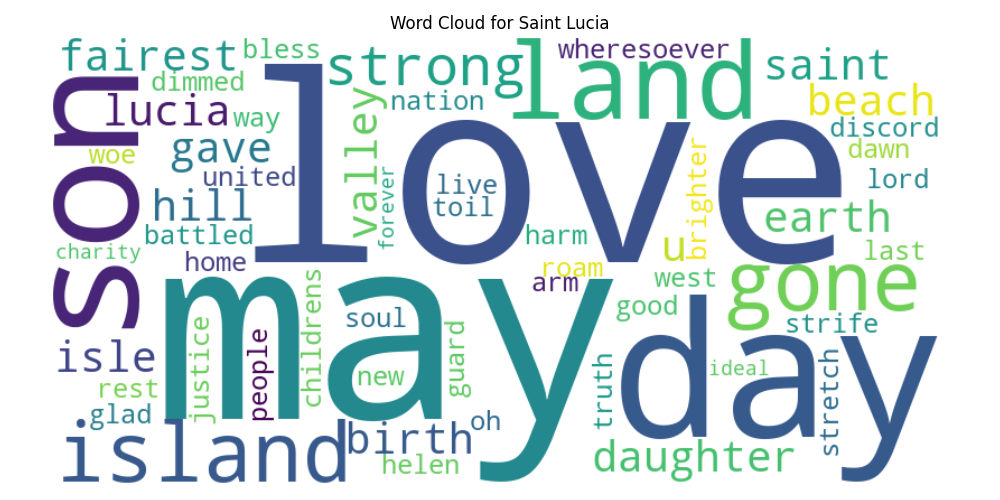 Word Cloud for Saint Lucia
fairest
bless
strong
land
wheresoever
saint
dimmed
son
lucia
way
nation
beach
discord
woe
gave
valley
love
dawn
united
live
toil
forever
brighter
lord
hill
earth
battled
harm
u
last
charity
home
roam
arm
west
gone
may
good
day
strife
isle
soul
childrens
justice
people
new
guard
truth
ideal
stretch
rest
glad
island
birth
oh
helen
daughter